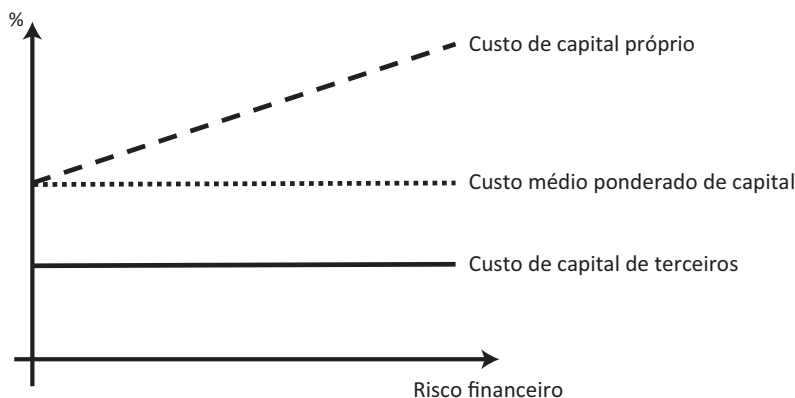 %
Custo de capital próprio
Custo médio ponderado de capital
Custo de capital de terceiros
Risco financeiro